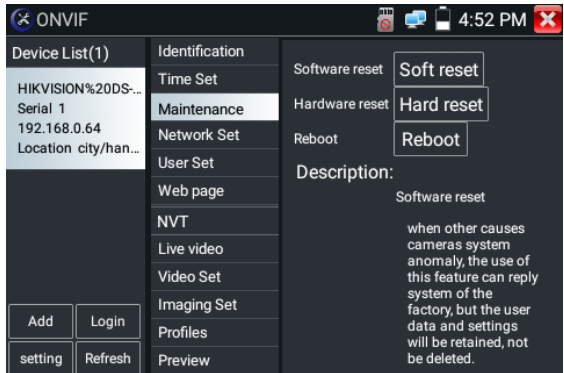 ONVIF
4:52 PM
Device List(1)
HIKVISION%20DS-...
Serial 1
192.168.0.64
Location city/han...
Add
Login
setting
Refresh
Identification
Time Set
Maintenance
Network Set
User Set
Web page
NVT
Live video
Video Set
Imaging Set
Profiles
Preview
Software reset Soft reset
Hardware reset Hard reset
Reboot Reboot
Description:
Software reset
when other causes
cameras system
anomaly, the use of
this feature can reply
system of the
factory, but the user
data and settings
will be retained, not
be deleted.